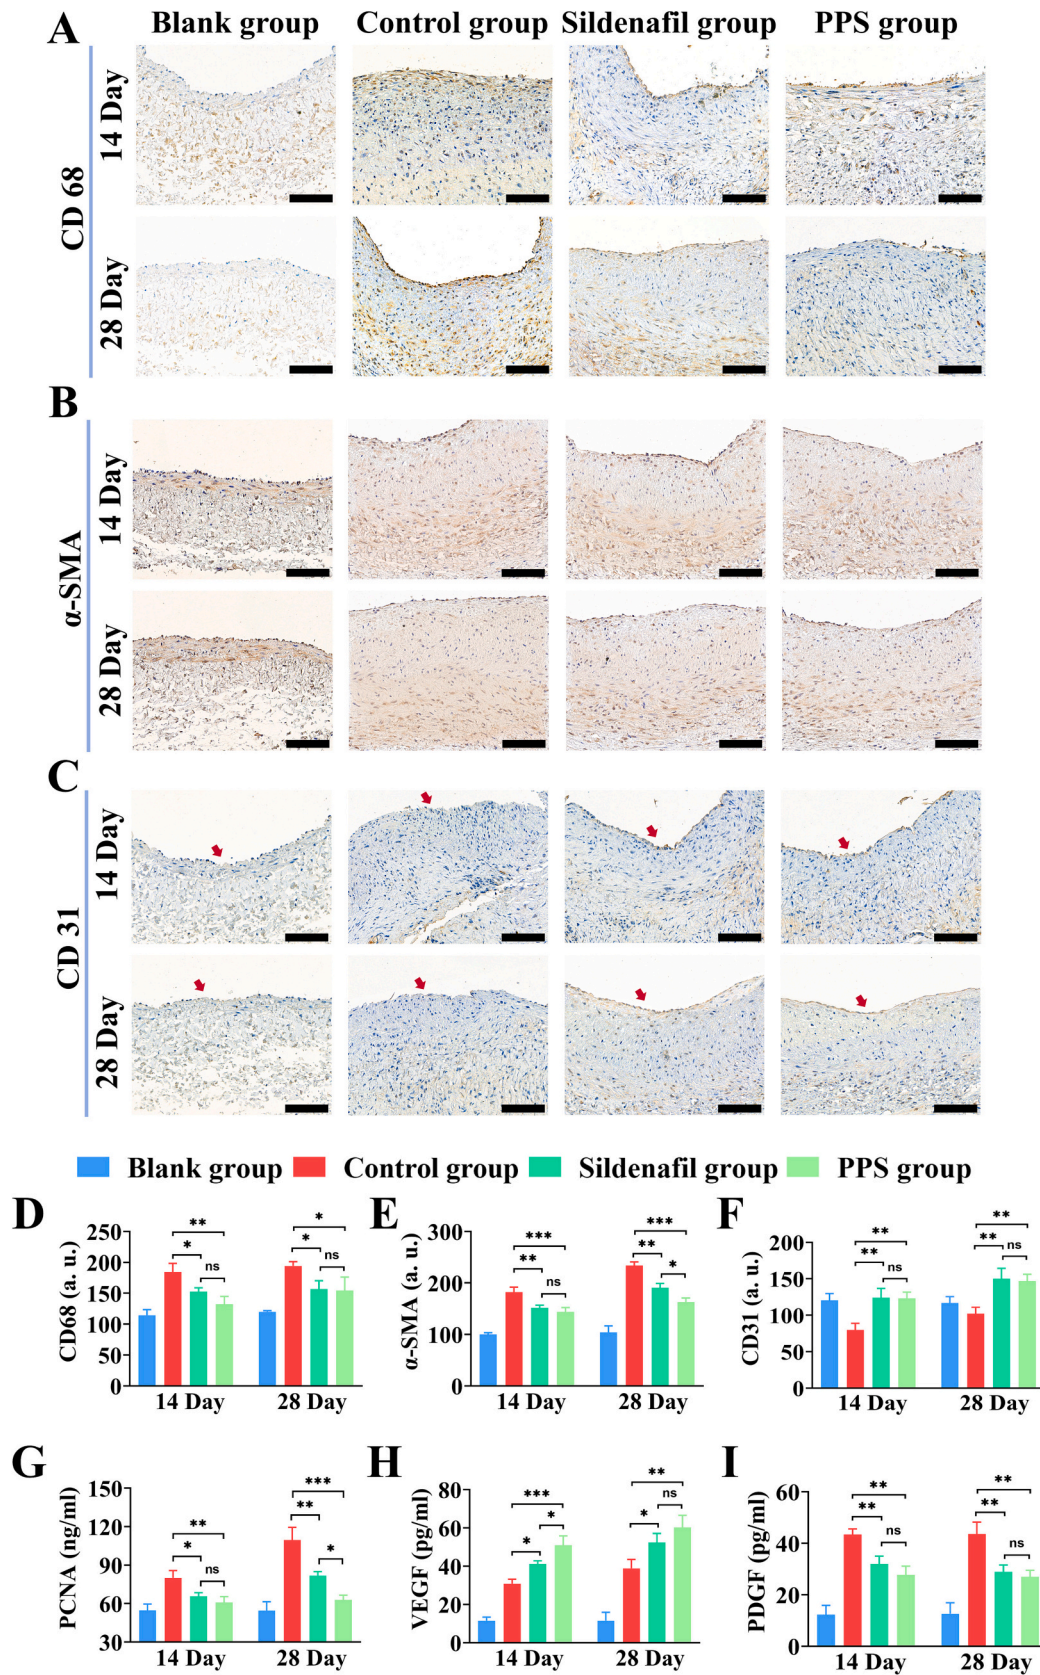 A
Blank group Control group Sildenafil group PPS group
CD 68
14 Day
28 Day
B
α-SMA
14 Day
28 Day
C
CD 31
14 Day
28 Day
Blank group Control group Sildenafil group PPS group
D
CD68 (a. u.)
250
200
150
100
50
0
**
*
ns
*
*
ns
14 Day 28 Day
E
α-SMA (a. u.)
300
200
100
0
***
**
ns
***
**
*
14 Day 28 Day
F
CD31 (a. u.)
200
150
100
50
0
**
**
ns
**
**
ns
14 Day 28 Day
G
PCNA (ng/ml)
150
120
90
60
30
**
*
ns
***
**
*
14 Day 28 Day
H
VEGF (pg/ml)
80
60
40
20
0
***
*
*
**
*
ns
14 Day 28 Day
I
PDGF (pg/ml)
60
40
20
0
**
**
ns
**
**
ns
14 Day 28 Day